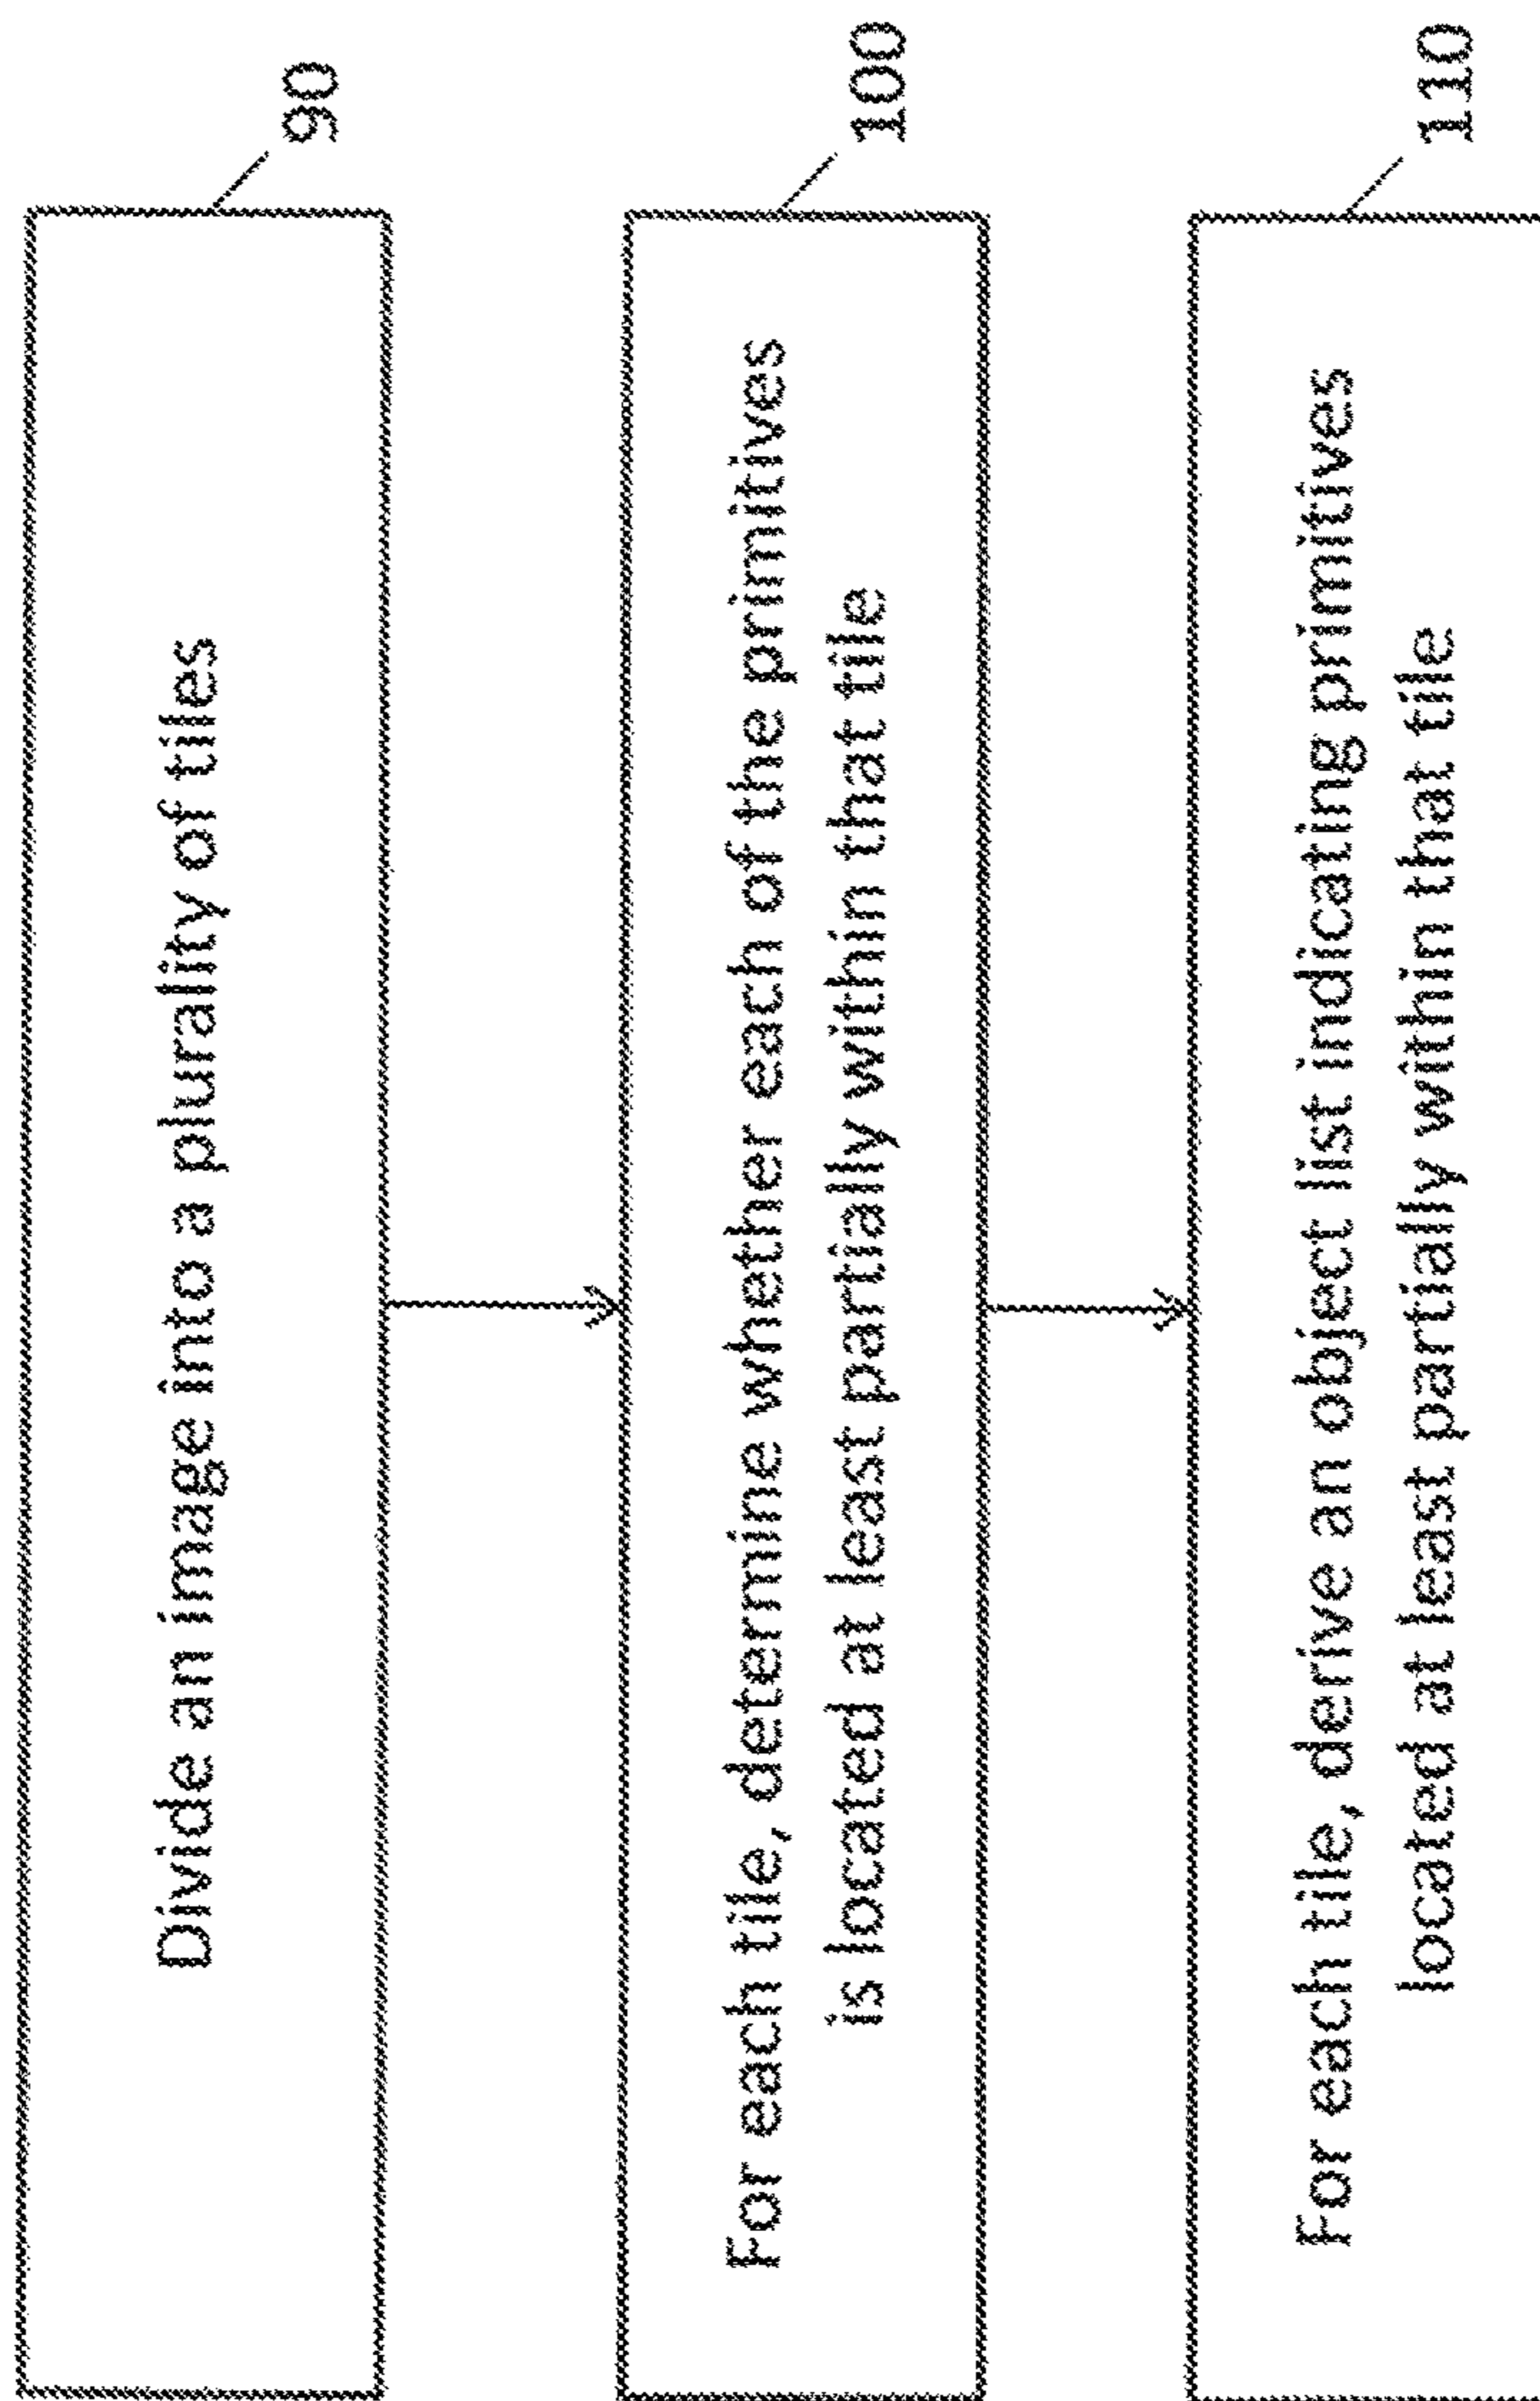 Divide an image into a plurality of tiles
90
For each tile, determine whether each of the primitives
is located at least partially within that tile
100
For each tile, derive an object list indicating primitives
located at least partially within that tile
110